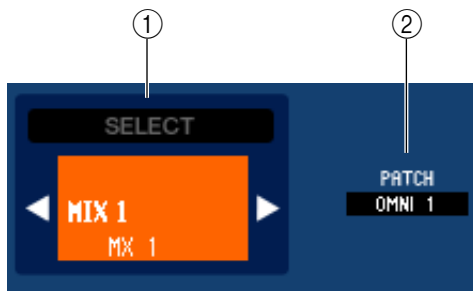 ① ②
SELECT
MIX 1
MX 1
PATCH
OMNI 1